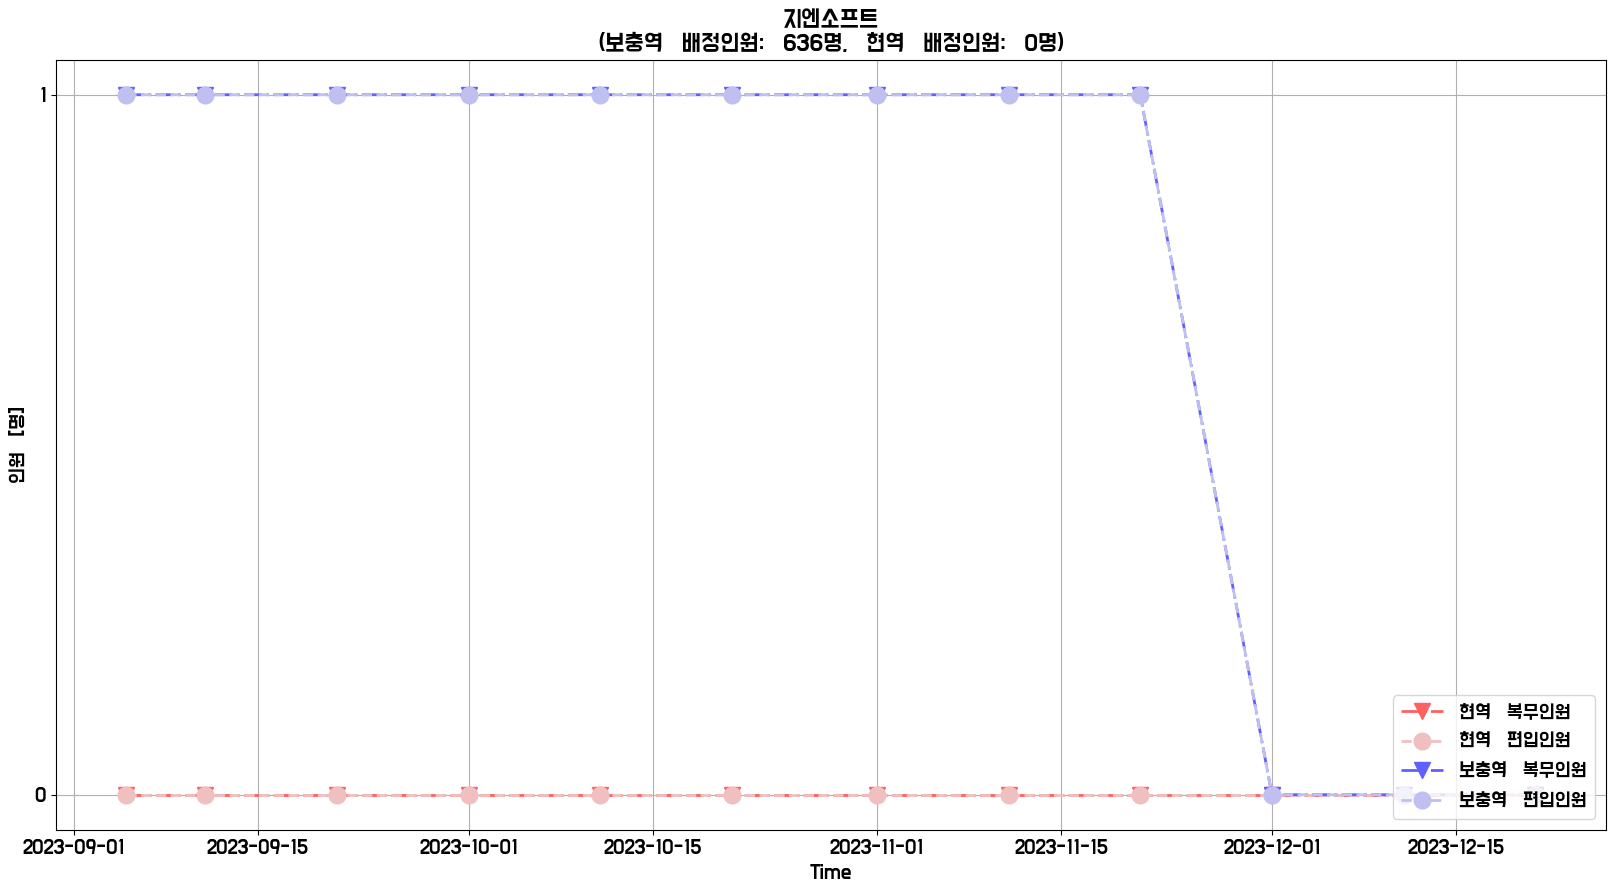 지엔소프트
(보충역 배정인원: 636명, 현역 배정인원: 0명)
1
0
인원 [명]
2023-09-01 2023-09-15 2023-10-01 2023-10-15 2023-11-01 2023-11-15 2023-12-01 2023-12-15
Time
현역 복무인원
현역 편입인원
보충역 복무인원
보충역 편입인원